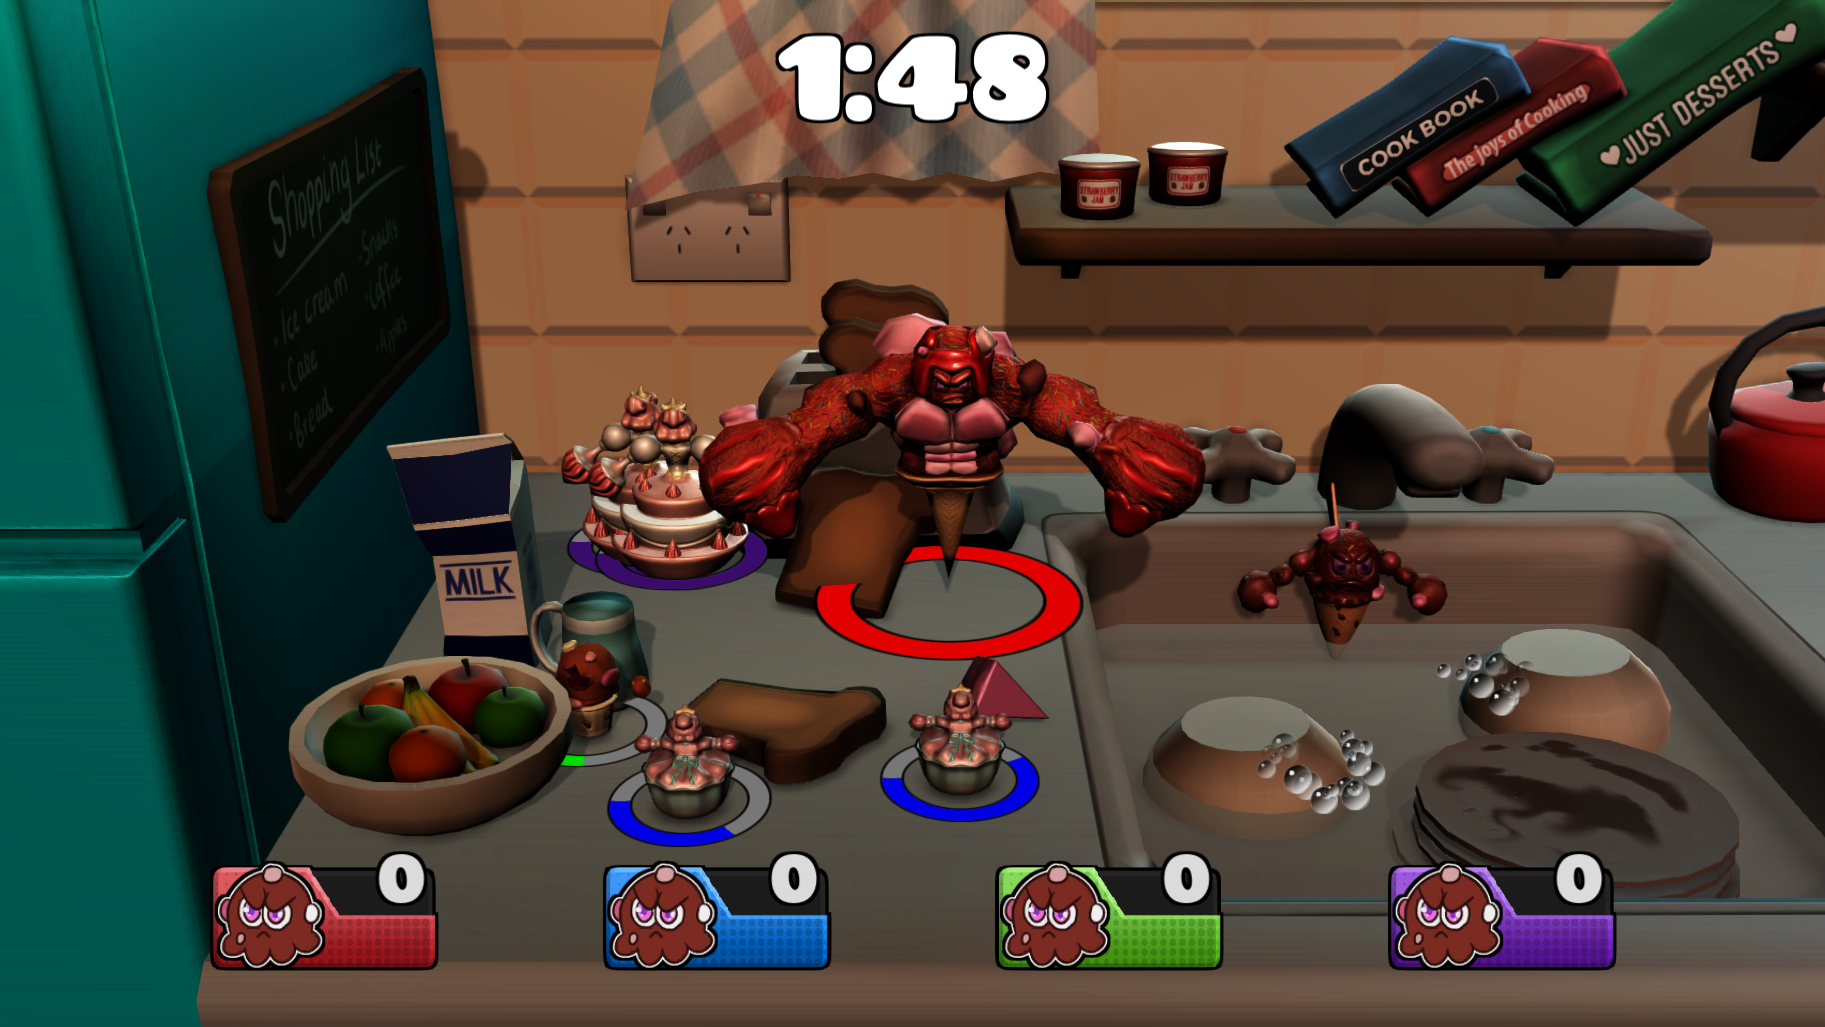 1:48
COOK BOOK
The joys of Cooking
JUST DESSERTS
STRAWBERRY
JAM
STRAWBERRY
JAM
Shopping List
· Ice cream
· Cake
· Bread
· Snacks
· Coffee
· Apples
MILK
0
0
0
0